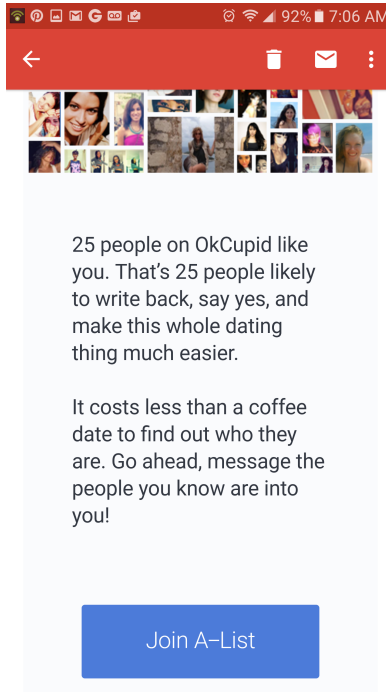 92% 7:06 AM
25 people on OkCupid like
you. That's 25 people likely
to write back, say yes, and
make this whole dating
thing much easier.
It costs less than a coffee
date to find out who they
are. Go ahead, message the
people you know are into
you!
Join A–List